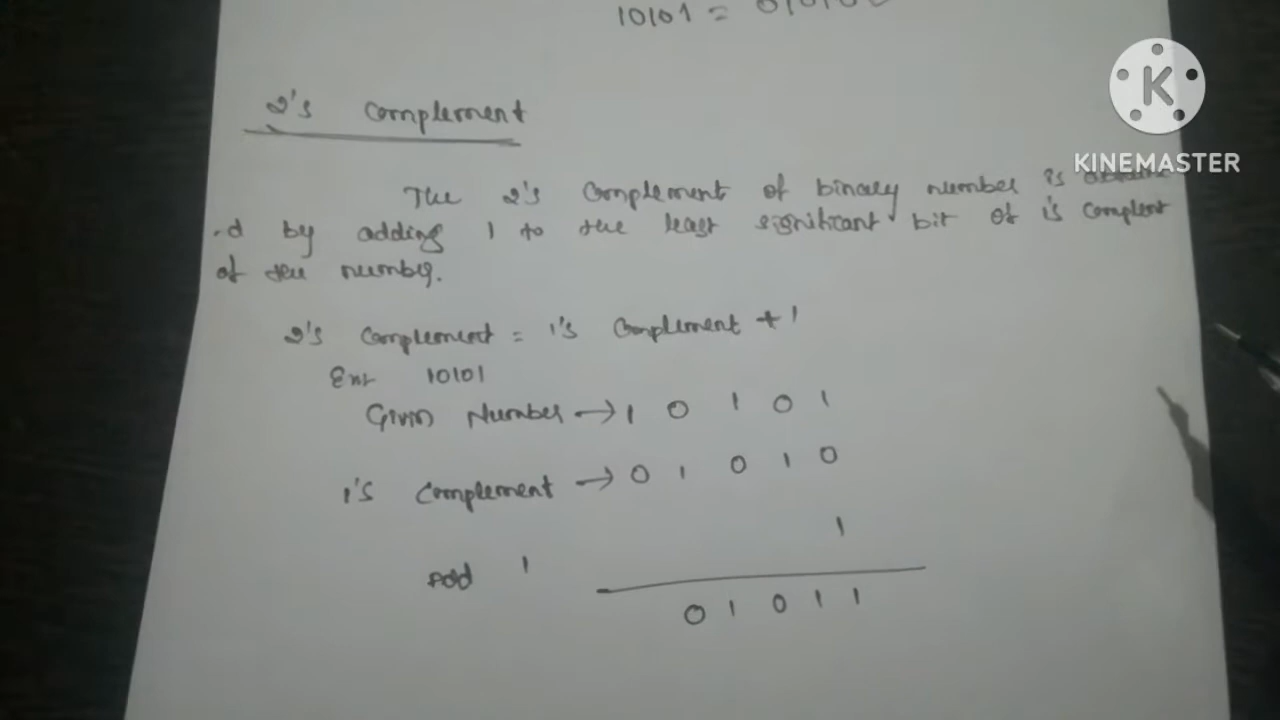 10101 =
KINEMASTER
2's complement
The 2's complement of binary number is
.d by adding 1 to the least significant bit of 1's complent
of the number.
2's complement = 1's complement + 1
Ex:- 10101
Given Number → 1 0 1 0 1
1's complement → 0 1 0 1 0
1
Add 1
0 1 0 1 1